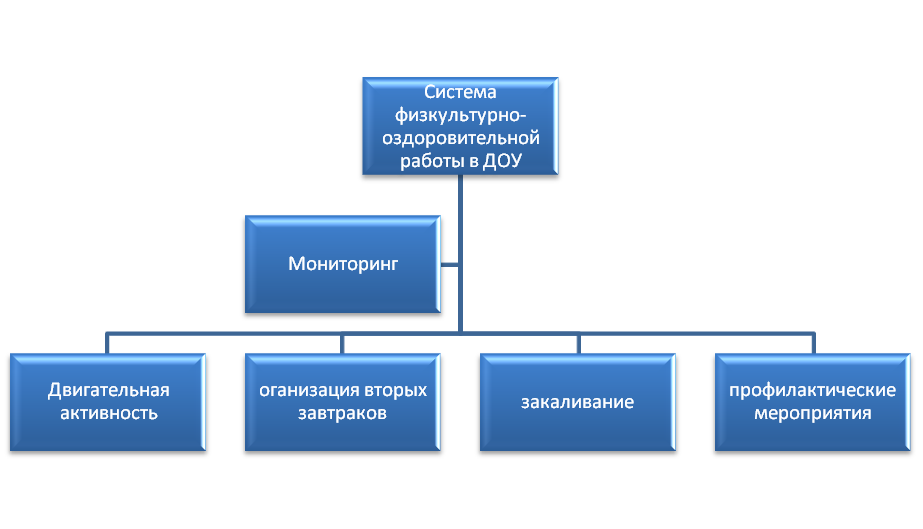 Система
физкультурно-
оздоровительной
работы в ДОУ
Мониторинг
Двигательная
активность
оганизация вторых
завтраков
закаливание
профилактические
мероприятия